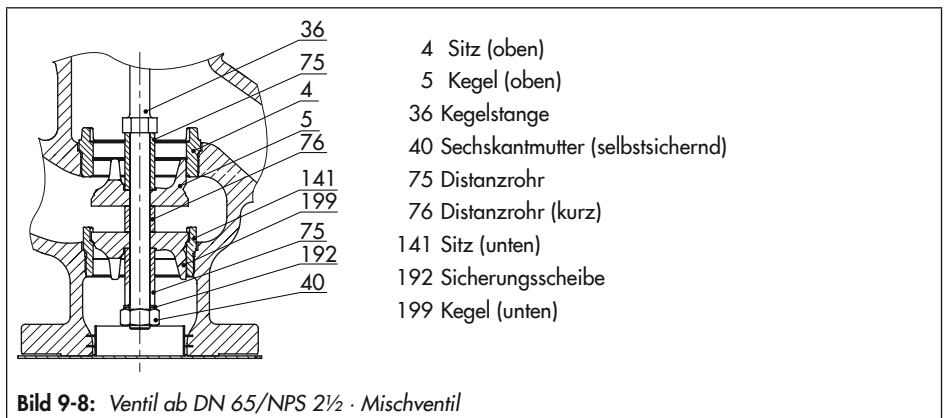 36
75
4
5
76
141
199
75
192
40
4 Sitz (oben)
5 Kegel (oben)
36 Kegelstange
40 Sechskantmutter (selbstsichernd)
75 Distanzrohr
76 Distanzrohr (kurz)
141 Sitz (unten)
192 Sicherungsscheibe
199 Kegel (unten)
Bild 9-8: Ventil ab DN 65/NPS 2½ · Mischventil